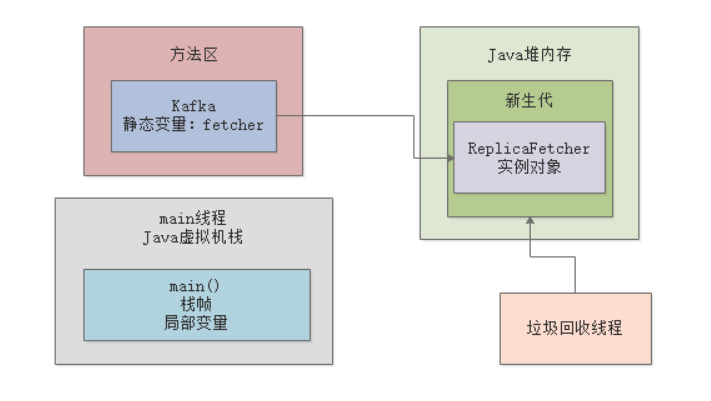 方法区
Kafka
静态变量：fetcher
Java堆内存
新生代
ReplicaFetcher
实例对象
main线程
Java虚拟机栈
main()
栈帧
局部变量
垃圾回收线程